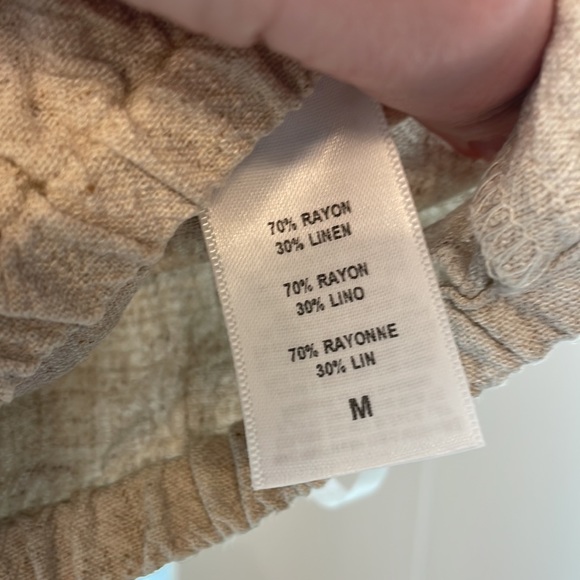 70% RAYON
30% LINEN
70% RAYON
30% LINO
70% RAYONNE
30% LIN
M